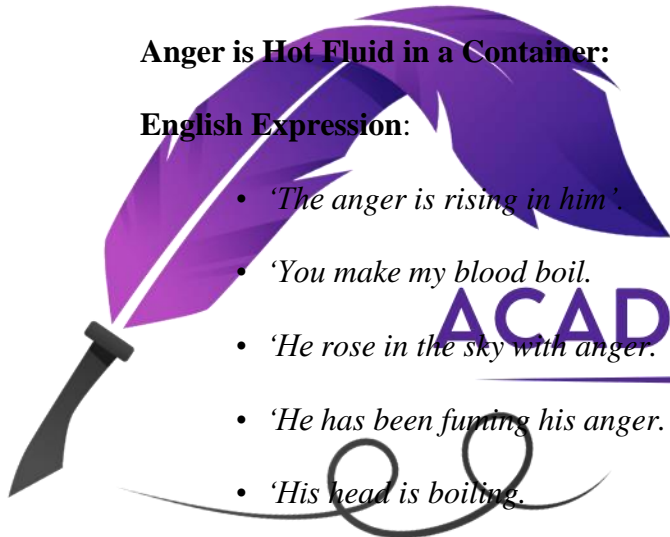 Anger is Hot Fluid in a Container:
English Expression:
• ‘The anger is rising in him’.
• ‘You make my blood boil.
ACAD
• ‘He rose in the sky with anger.
• ‘He has been fuming his anger.
• ‘His head is boiling.